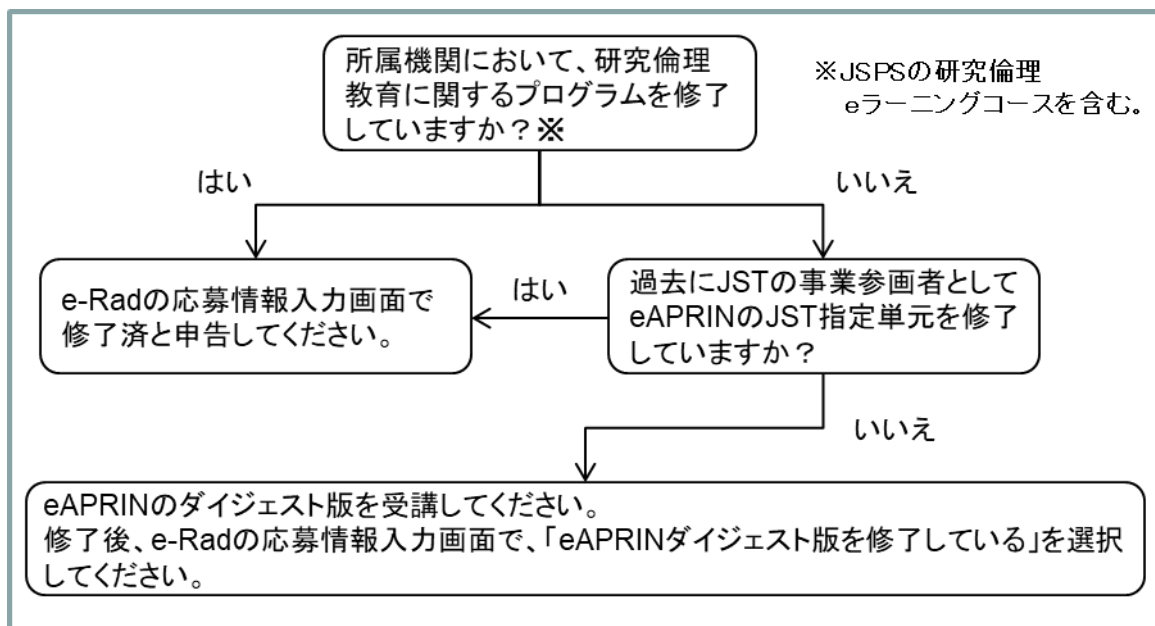 所属機関において、研究倫理
教育に関するプログラムを修了
していますか？※
※JSPSの研究倫理
eラーニングコースを含む。
はい
いいえ
e-Radの応募情報入力画面で
修了済と申告してください。
はい
過去にJSTの事業参画者として
eAPRINのJST指定単元を修了
していますか？
いいえ
eAPRINのダイジェスト版を受講してください。
修了後、e-Radの応募情報入力画面で、「eAPRINダイジェスト版を修了している」を選択
してください。